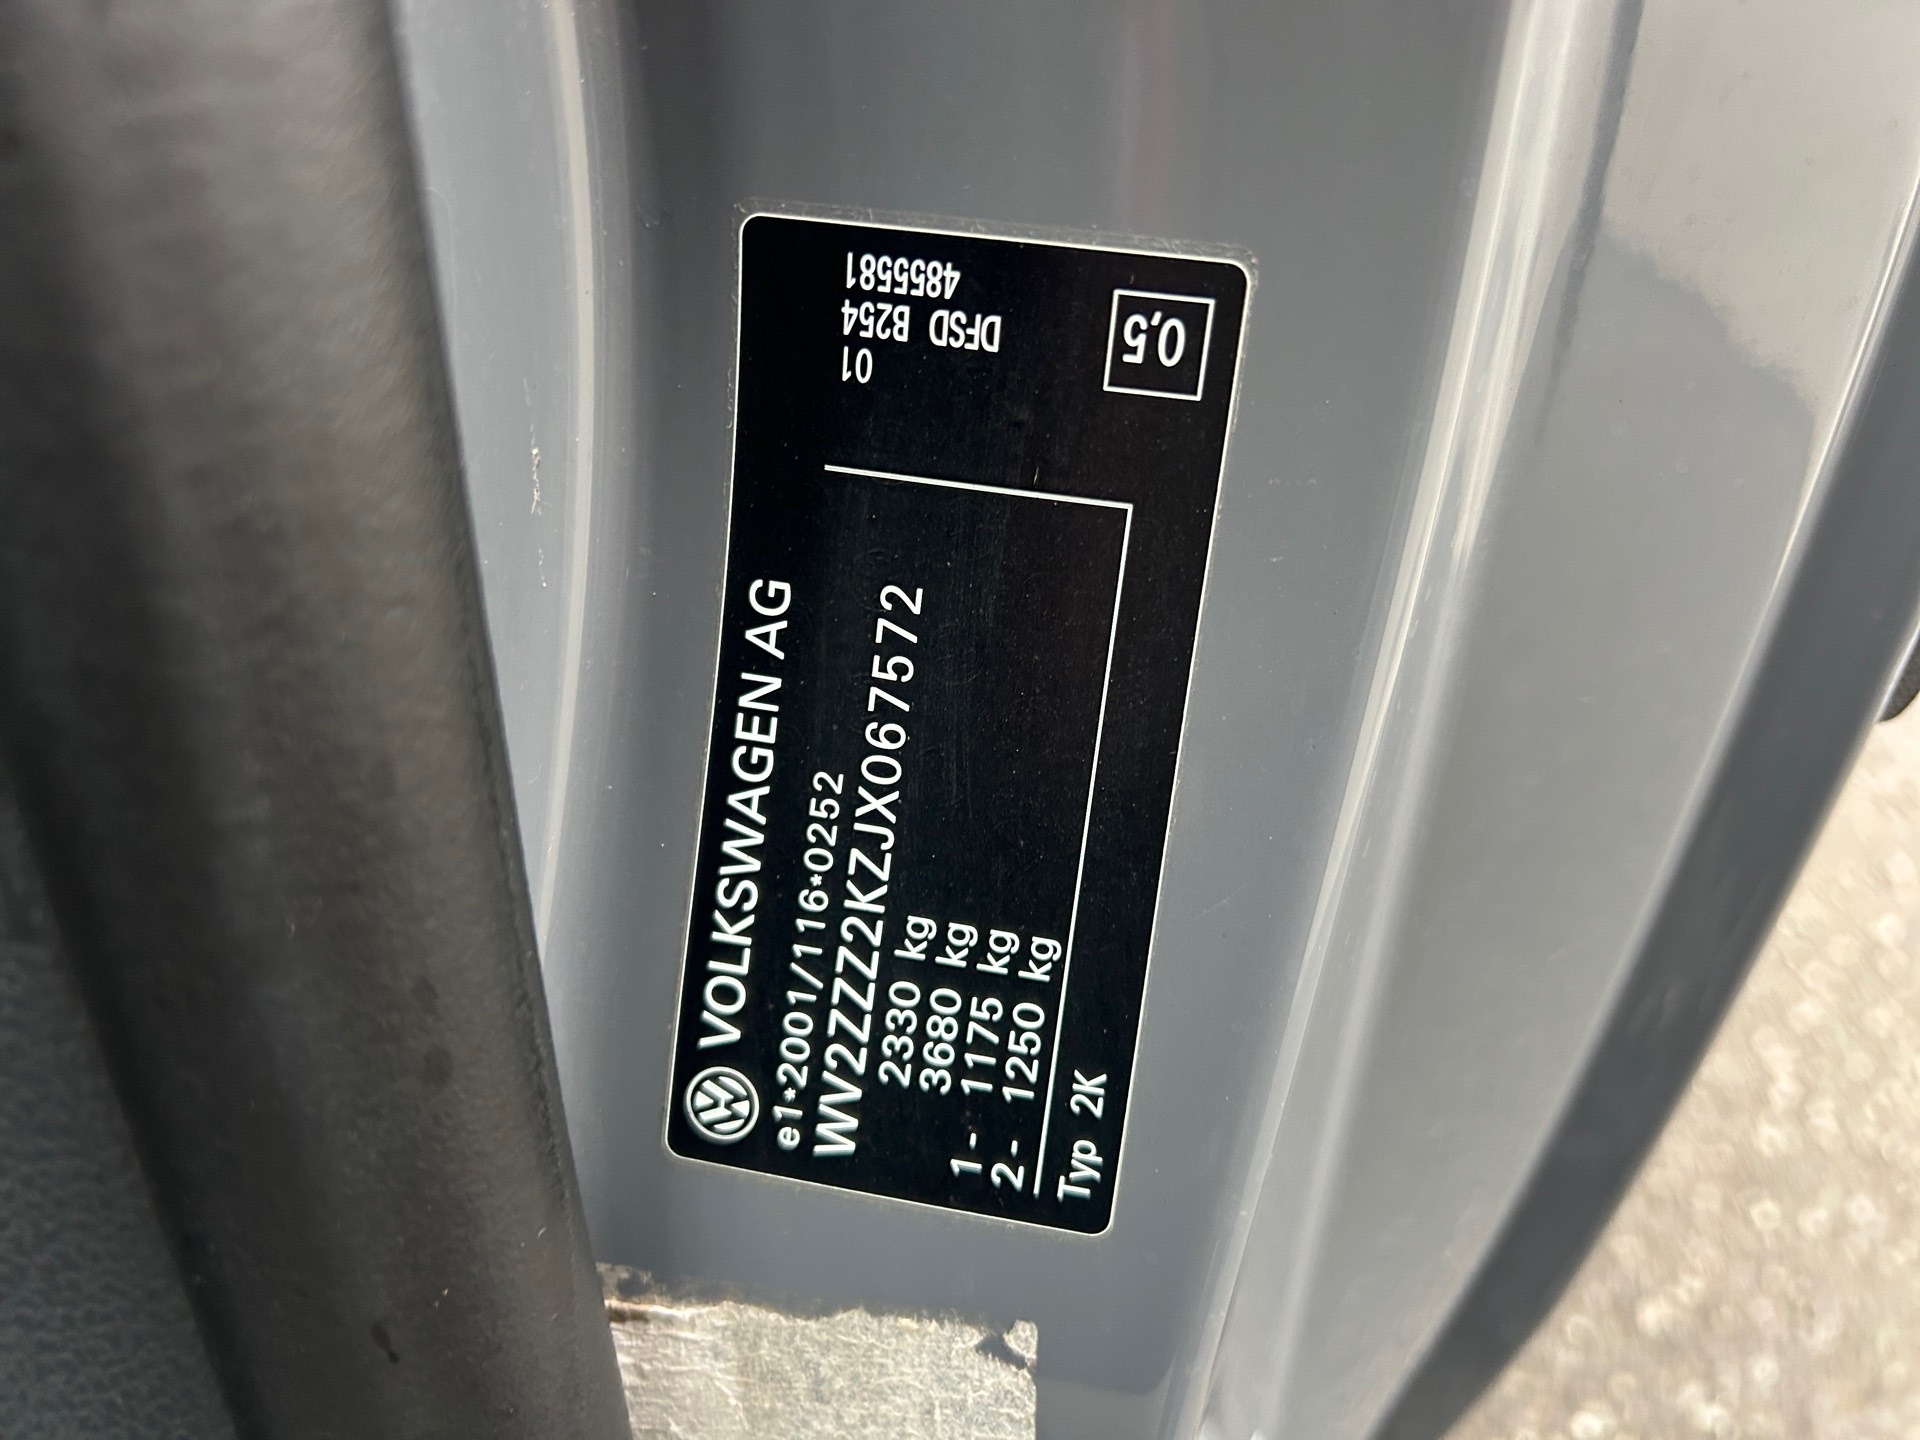 VOLKSWAGEN AG
e1*2001/116*0252
WV2ZZZ2KZJX067572
2330 kg
3680 kg
1- 1175 kg
2- 1250 kg
Typ 2K
4855581
DFSD B254
01
0,5